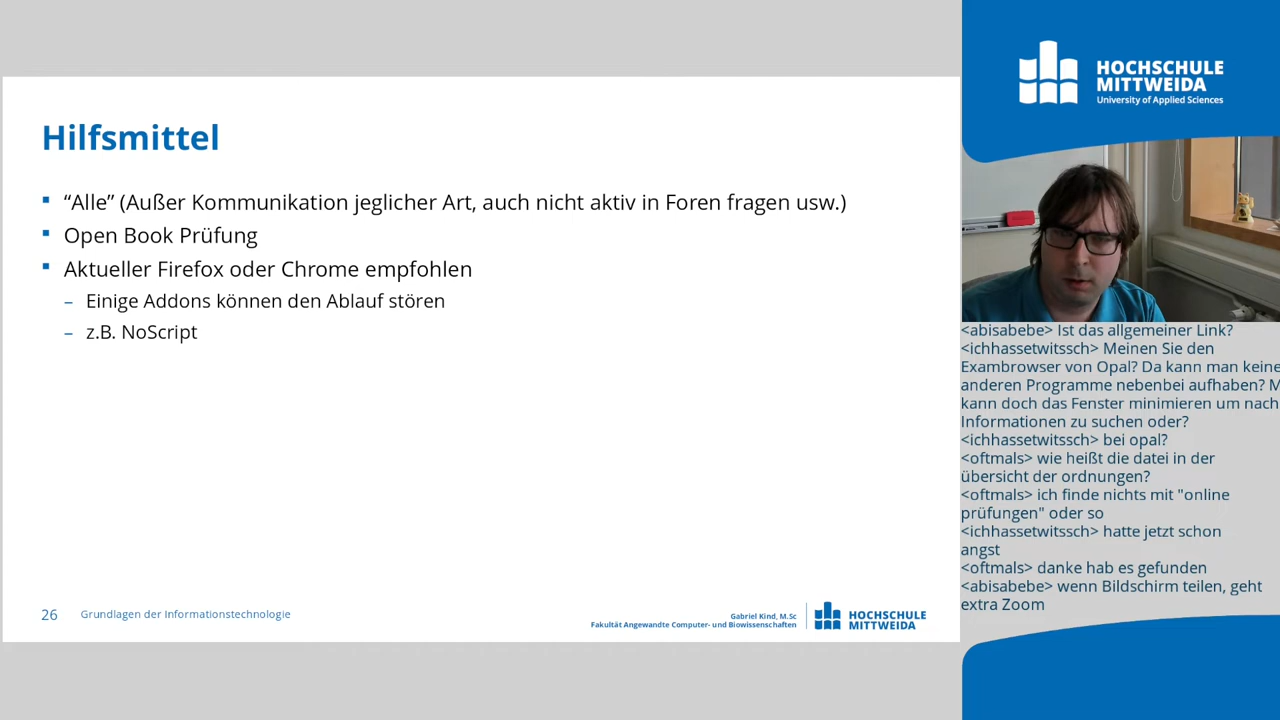 Hilfsmittel
“Alle” (Außer Kommunikation jeglicher Art, auch nicht aktiv in Foren fragen usw.)
Open Book Prüfung
Aktueller Firefox oder Chrome empfohlen
– Einige Addons können den Ablauf stören
– z.B. NoScript
26 Grundlagen der Informationstechnologie
Gabriel Kind, M.Sc
Fakultät Angewandte Computer- und Biowissenschaften
HOCHSCHULE
MITTWEIDA
HOCHSCHULE
MITTWEIDA
University of Applied Sciences
<abisabebe> Ist das allgemeiner Link?
<ichhassetwitssch> Meinen Sie den
Exambrowser von Opal? Da kann man keine
anderen Programme nebenbei aufhaben? M
kann doch das Fenster minimieren um nach
Informationen zu suchen oder?
<ichhassetwitssch> bei opal?
<oftmals> wie heißt die datei in der
übersicht der ordnungen?
<oftmals> ich finde nichts mit "online
prüfungen" oder so
<ichhassetwitssch> hatte jetzt schon
angst
<oftmals> danke hab es gefunden
<abisabebe> wenn Bildschirm teilen, geht
extra Zoom